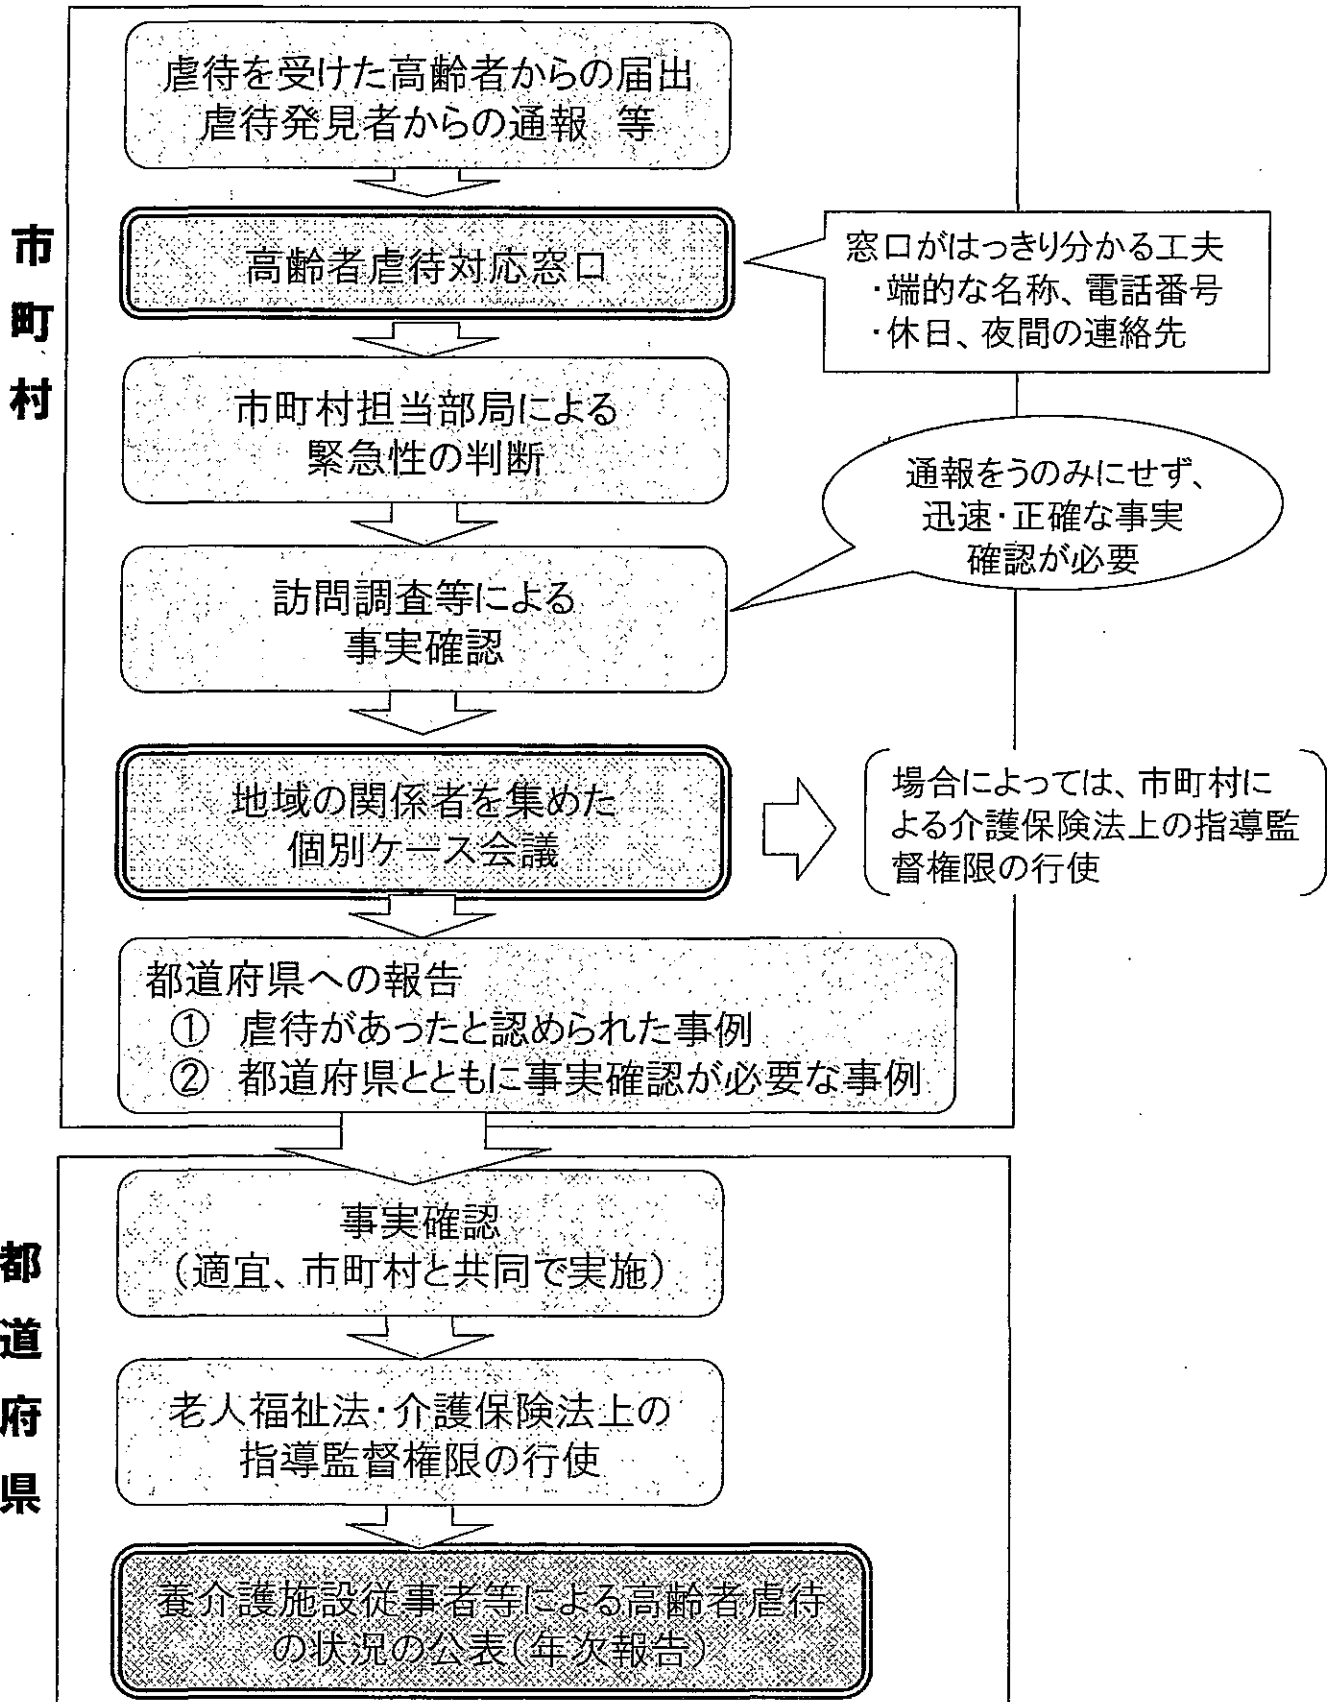 市町村
虐待を受けた高齢者からの届出
虐待発見者からの通報 等
高齢者虐待対応窓口
窓口がはっきり分かる工夫
・端的な名称、電話番号
・休日、夜間の連絡先
市町村担当部局による
緊急性の判断
通報をうのみにせず、
迅速・正確な事実
確認が必要
訪問調査等による
事実確認
地域の関係者を集めた
個別ケース会議
場合によっては、市町村に
よる介護保険法上の指導監
督権限の行使
都道府県への報告
① 虐待があったと認められた事例
② 都道府県とともに事実確認が必要な事例
都道府県
事実確認
(適宜、市町村と共同で実施)
老人福祉法・介護保険法上の
指導監督権限の行使
養介護施設従事者等による高齢者虐待
の状況の公表(年次報告)